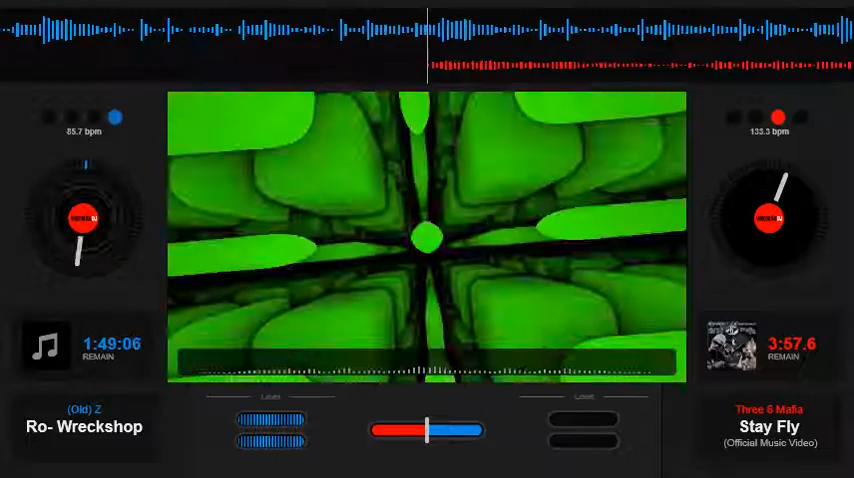 85.7 bpm
133.3 bpm
1:49:06
REMAIN
3:57.6
REMAIN
(Old) Z
Ro- Wreckshop
Three 6 Mafia
Stay Fly
(Official Music Video)